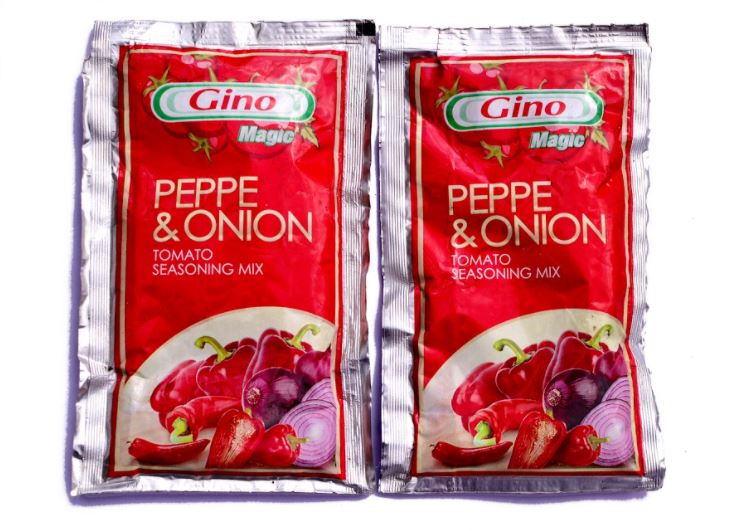 Gino
Magic
PEPPE
& ONION
TOMATO
SEASONING MIX
Gino
Magic
PEPPE
& ONION
TOMATO
SEASONING MIX